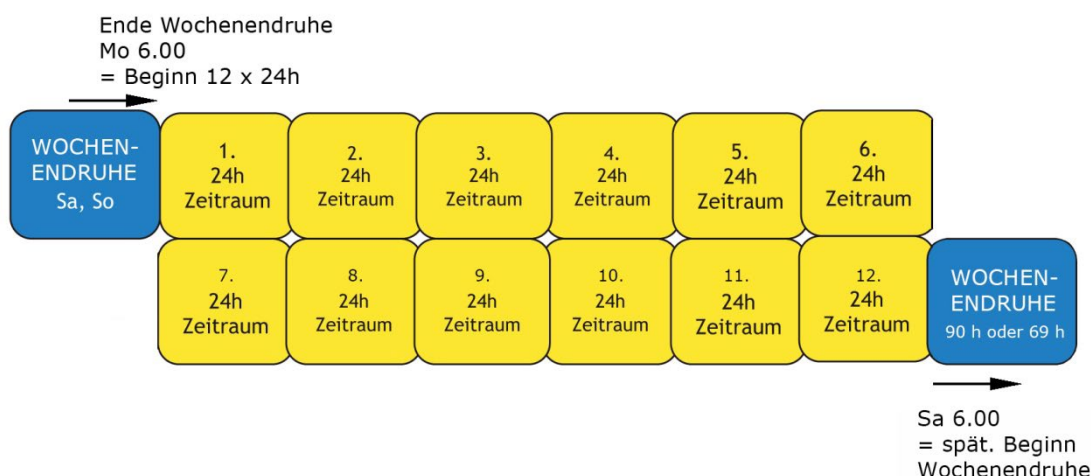 Ende Wochenendruhe
Mo 6.00
= Beginn 12 x 24h
WOCHEN-
ENDRUHE
Sa, So
1.
24h
Zeitraum
2.
24h
Zeitraum
3.
24h
Zeitraum
4.
24h
Zeitraum
5.
24h
Zeitraum
6.
24h
Zeitraum
7.
24h
Zeitraum
8.
24h
Zeitraum
9.
24h
Zeitraum
10.
24h
Zeitraum
11.
24h
Zeitraum
12.
24h
Zeitraum
WOCHEN-
ENDRUHE
90 h oder 69 h
Sa 6.00
= spät. Beginn
Wochenendruhe